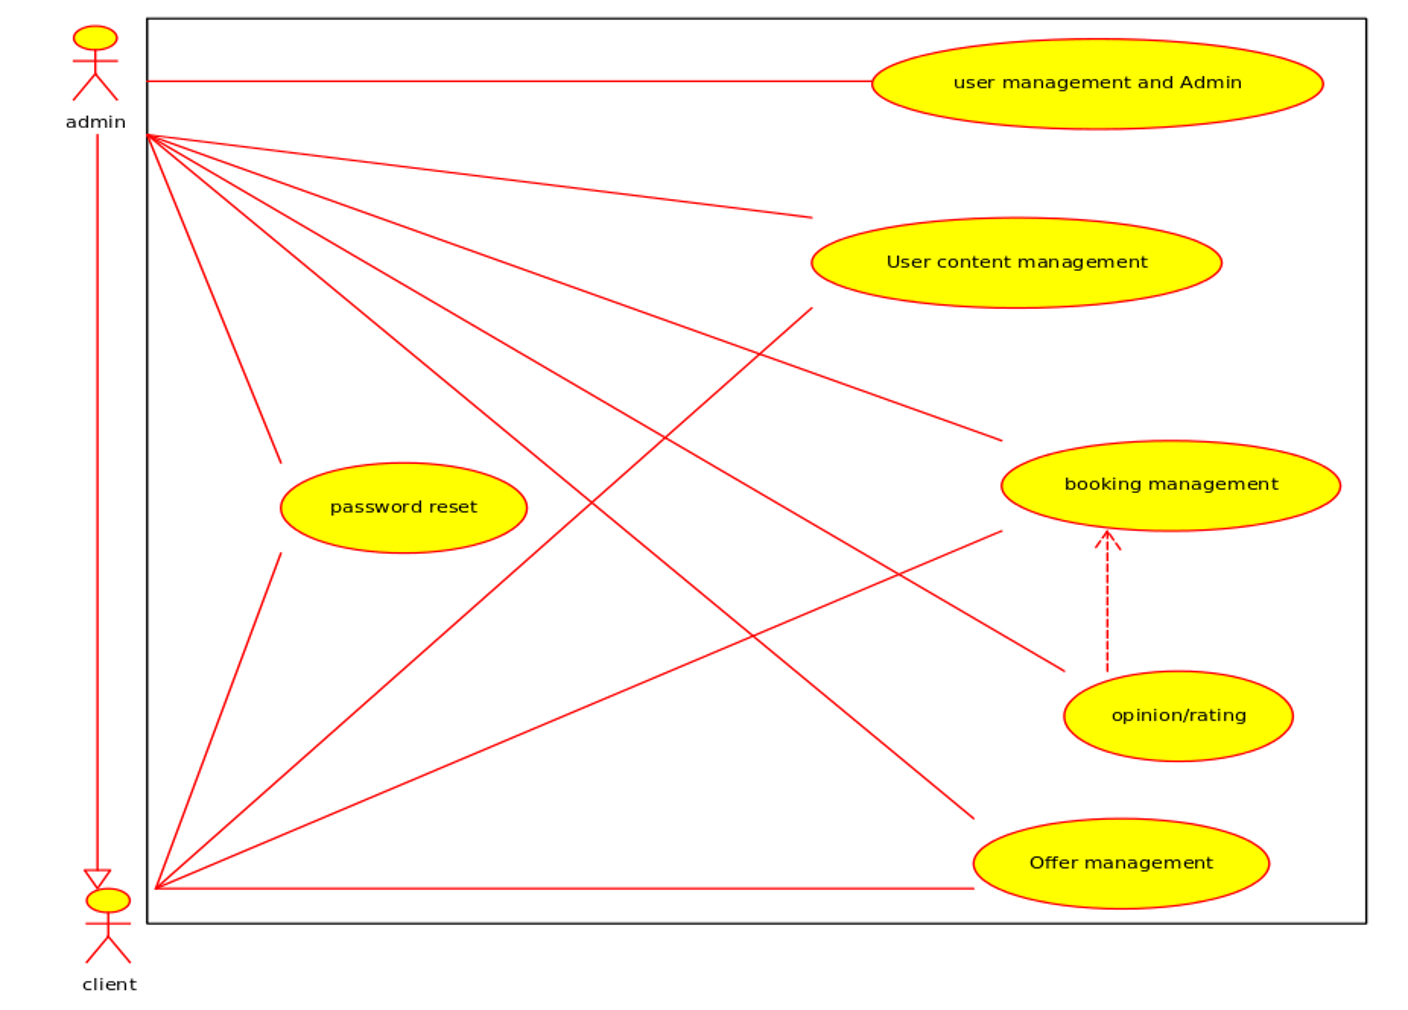 user management and Admin
admin
User content management
booking management
password reset
opinion/rating
Offer management
client